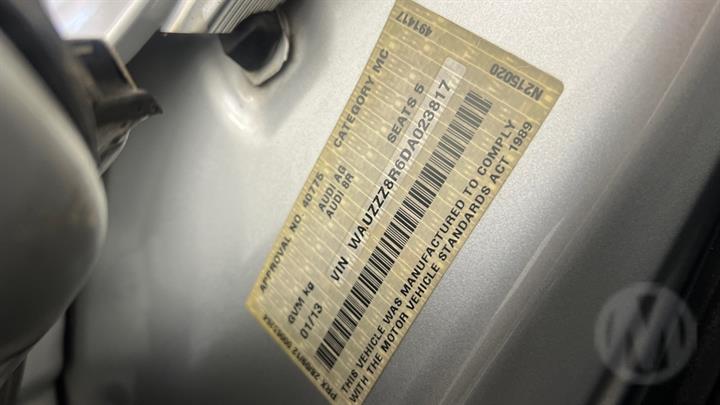 491417
APPROVAL NO. 40775 CATEGORY MC
AUDI AG
AUDI 8R SEATS 5
GVM kg
01/13 VIN WAUZZZ8R6DA023817
N215020
THIS VEHICLE WAS MANUFACTURED TO COMPLY
WITH THE MOTOR VEHICLE STANDARDS ACT 1989
M